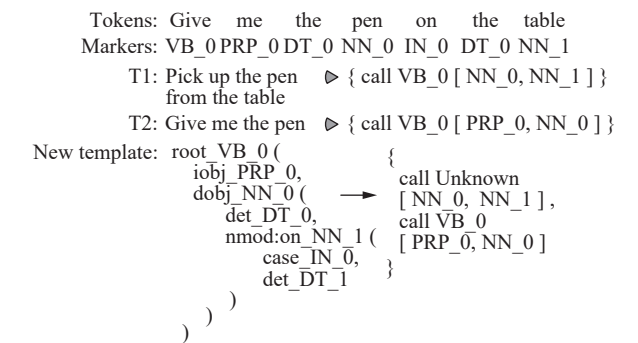 Tokens: Give me the pen on the table
Markers: VB_0 PRP_0 DT_0 NN_0 IN_0 DT_0 NN_1
T1: Pick up the pen from the table ▷ { call VB_0 [ NN_0, NN_1 ] }
T2: Give me the pen ▷ { call VB_0 [ PRP_0, NN_0 ] }
New template: root_VB_0 ( {
iobj_PRP_0, call Unknown
dobj_NN_0 ( → [ NN_0, NN_1 ] ,
det_DT_0, call VB_0
nmod:on_NN_1 ( [ PRP_0, NN_0 ]
case_IN_0, }
det_DT_1
)
)
)